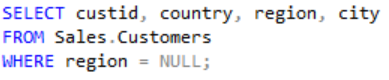 SELECT custid, country, region, city
FROM Sales.Customers
WHERE region = NULL;